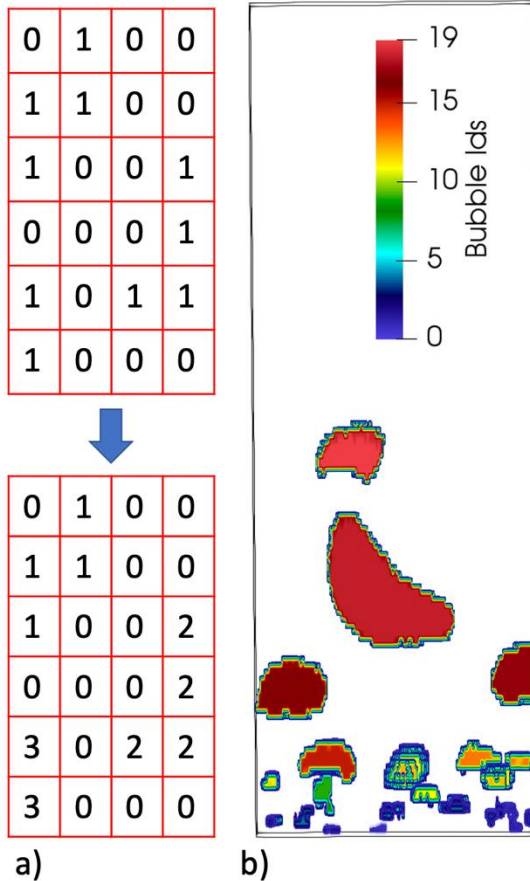 0 1 0 0
1 1 0 0
1 0 0 1
0 0 0 1
1 0 1 1
1 0 0 0
0 1 0 0
1 1 0 0
1 0 0 2
0 0 0 2
3 0 2 2
3 0 0 0
a)
19
15
10
5
0
Bubble Ids
b)